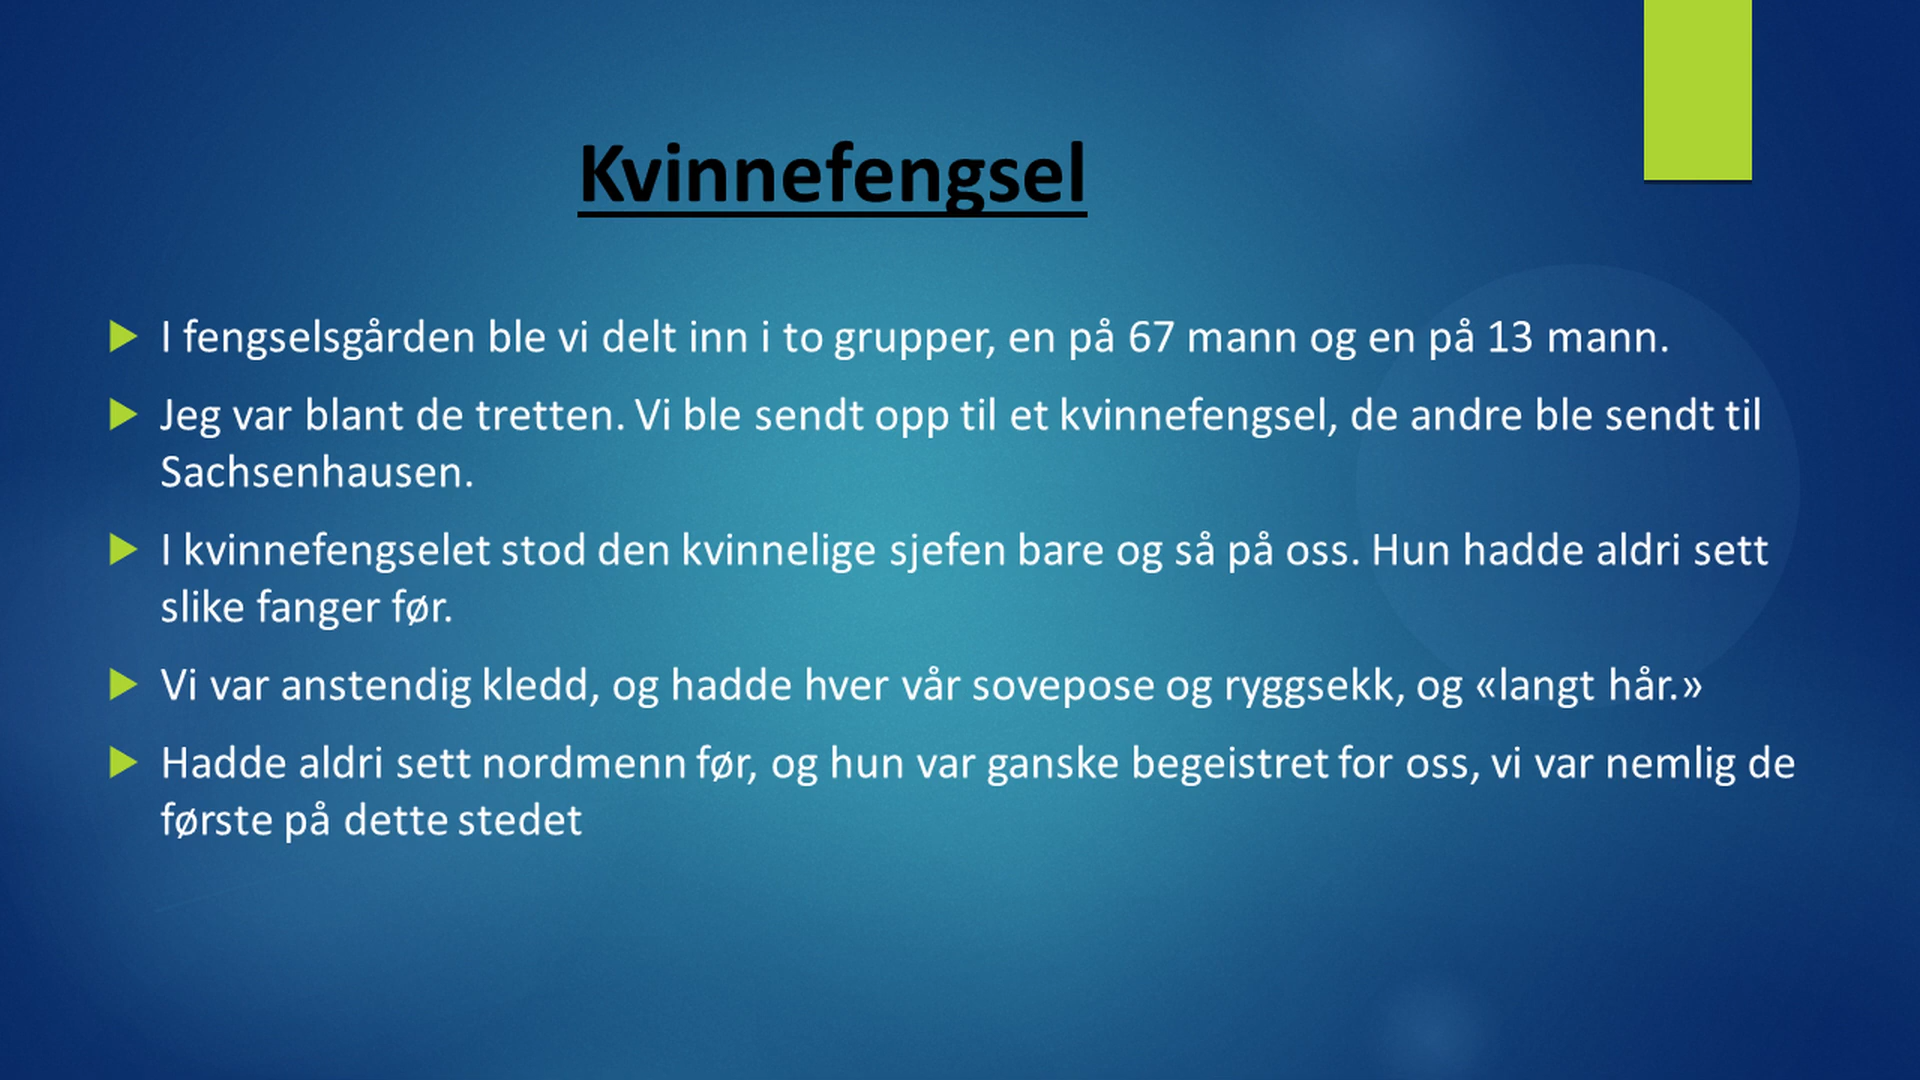 Kvinnefengsel
I fengselsgården ble vi delt inn i to grupper, en på 67 mann og en på 13 mann.
Jeg var blant de tretten. Vi ble sendt opp til et kvinnefengsel, de andre ble sendt til
Sachsenhausen.
I kvinnefengselet stod den kvinnelige sjefen bare og så på oss. Hun hadde aldri sett
slike fanger før.
Vi var anstendig kledd, og hadde hver vår sovepose og ryggsekk, og «langt hår.»
Hadde aldri sett nordmenn før, og hun var ganske begeistret for oss, vi var nemlig de
første på dette stedet